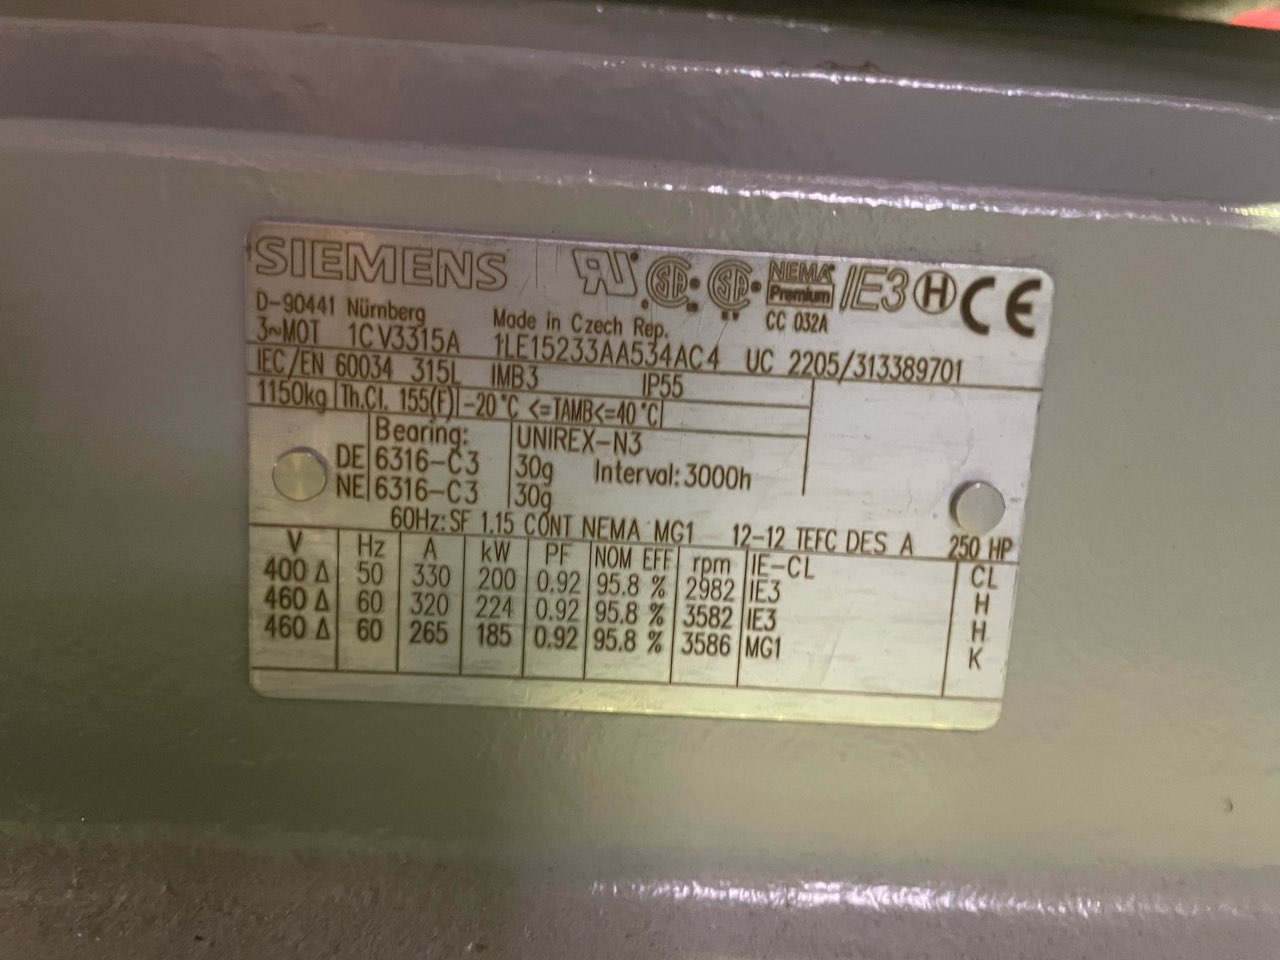 SIEMENS
NEMA Premium IE3 H CE
D-90441 Nürnberg Made in Czech Rep. CC 032A
3~MOT 1CV3315A 1LE15233AA534AC4 UC 2205/313389701
IEC/EN 60034 315L IMB3 IP55
1150kg Th.Cl. 155(F) -20°C <=TAMB<=40°C
Bearing: UNIREX-N3
DE 6316-C3 30g Interval: 3000h
NE 6316-C3 30g
60Hz: SF 1.15 CONT NEMA MG1 12-12 TEFC DES A 250 HP
V Hz A kW PF NOM EFF rpm IE-CL CL
400 Δ 50 330 200 0.92 95.8 % 2982 IE3 H
460 Δ 60 320 224 0.92 95.8 % 3582 IE3 H
460 Δ 60 265 185 0.92 95.8 % 3586 MG1 K